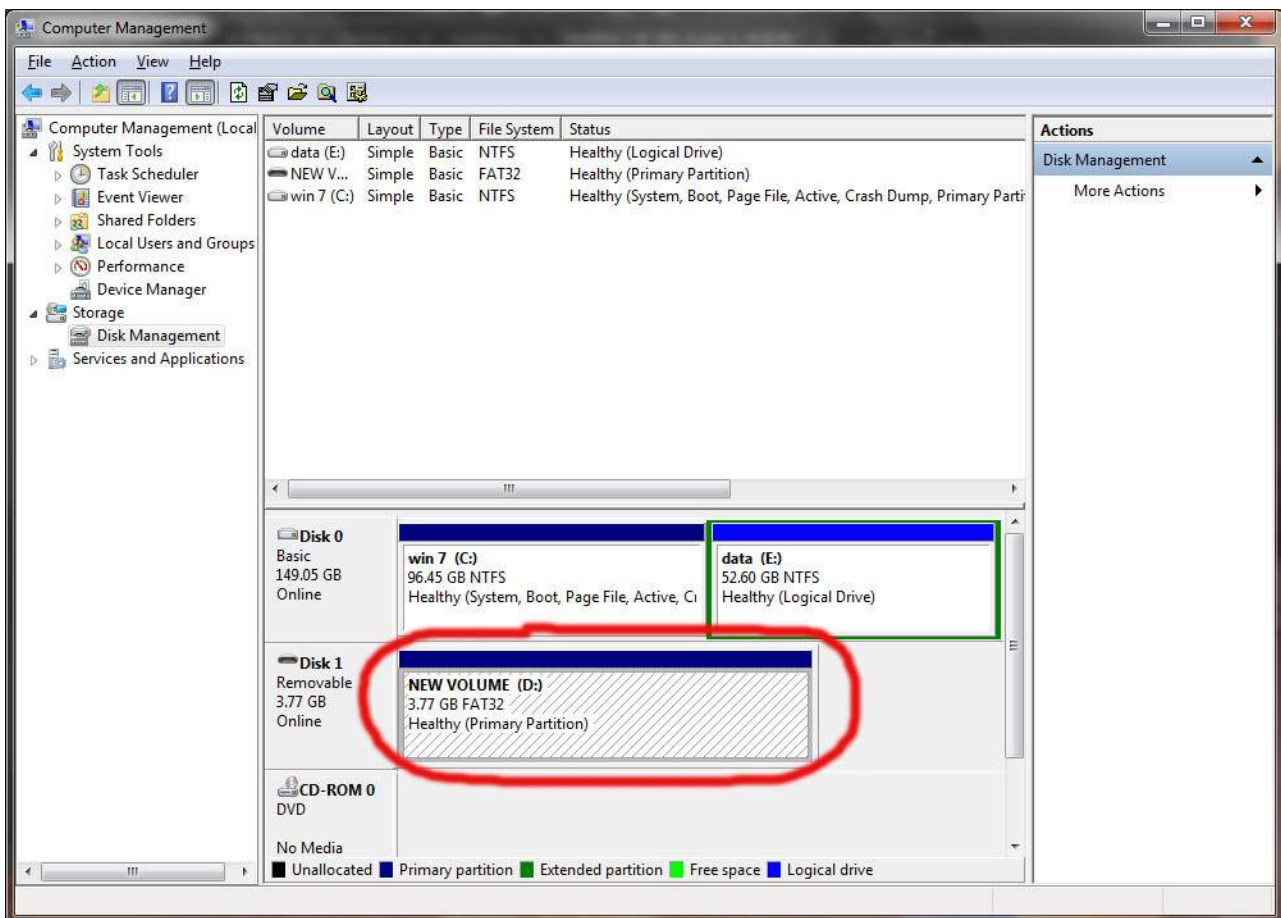 Computer Management
File Action View Help
Computer Management (Local
System Tools
Task Scheduler
Event Viewer
Shared Folders
Local Users and Groups
Performance
Device Manager
Storage
Disk Management
Services and Applications
Volume Layout Type File System Status
data (E:) Simple Basic NTFS Healthy (Logical Drive)
NEW V... Simple Basic FAT32 Healthy (Primary Partition)
win 7 (C:) Simple Basic NTFS Healthy (System, Boot, Page File, Active, Crash Dump, Primary Parti
Disk 0
Basic
149.05 GB
Online
win 7 (C:)
96.45 GB NTFS
Healthy (System, Boot, Page File, Active, Cr
data (E:)
52.60 GB NTFS
Healthy (Logical Drive)
Disk 1
Removable
3.77 GB
Online
NEW VOLUME (D:)
3.77 GB FAT32
Healthy (Primary Partition)
CD-ROM 0
DVD
No Media
Unallocated Primary partition Extended partition Free space Logical drive
Actions
Disk Management
More Actions